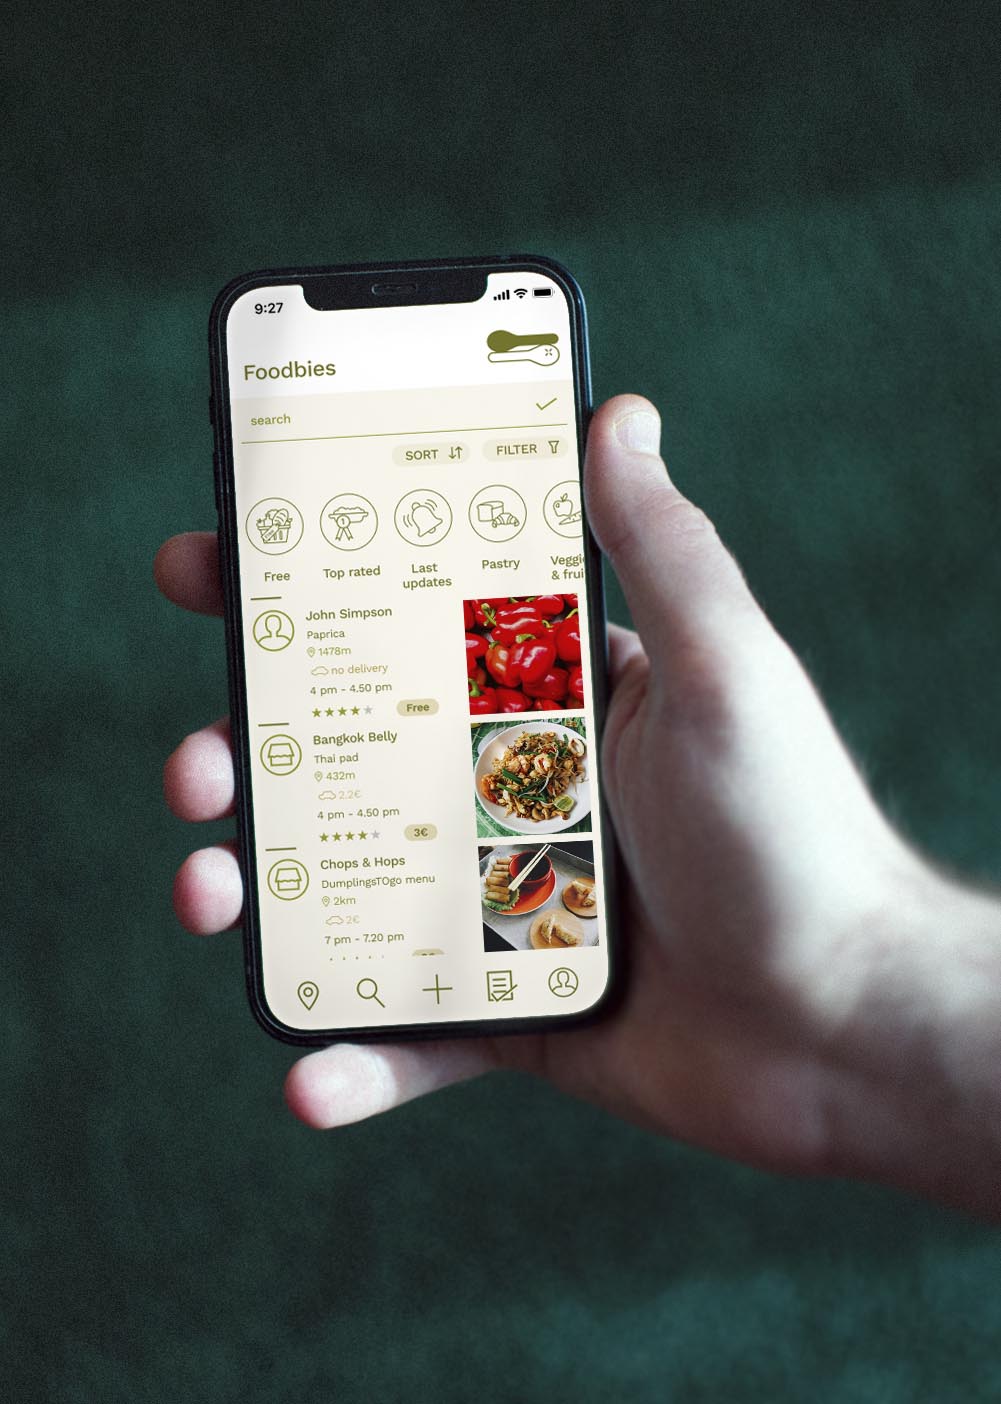 9:27
Foodbies
search
SORT
FILTER
Free
Top rated
Last
updates
Pastry
Veggi
& frui
1
John Simpson
Paprica
1478m
no delivery
4 pm - 4.50 pm
Free
Bangkok Belly
Thai pad
432m
2.2€
4 pm - 4.50 pm
3€
Chops & Hops
DumplingsTOgo menu
2km
2€
7 pm - 7.20 pm